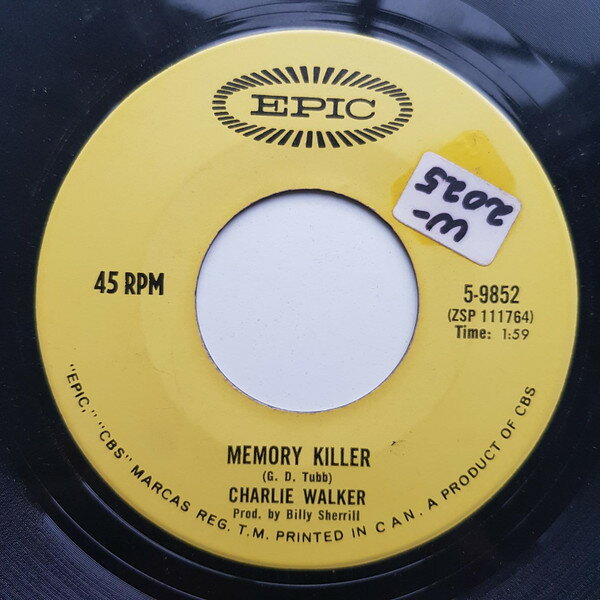 EPIC
W-
2025
45 RPM
5-9852
(ZSP 111764)
Time: 1:59
MEMORY KILLER
(G. D. Tubb)
CHARLIE WALKER
Prod. by Billy Sherrill
"EPIC," "CBS" MARCAS REG. T.M. PRINTED IN CAN. A PRODUCT OF CBS